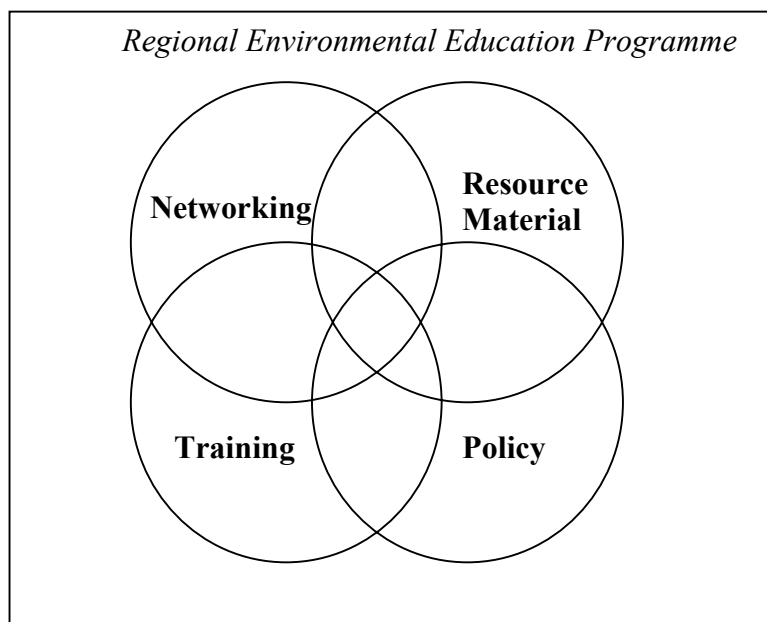 Regional Environmental Education Programme
Networking
Resource
Material
Training
Policy